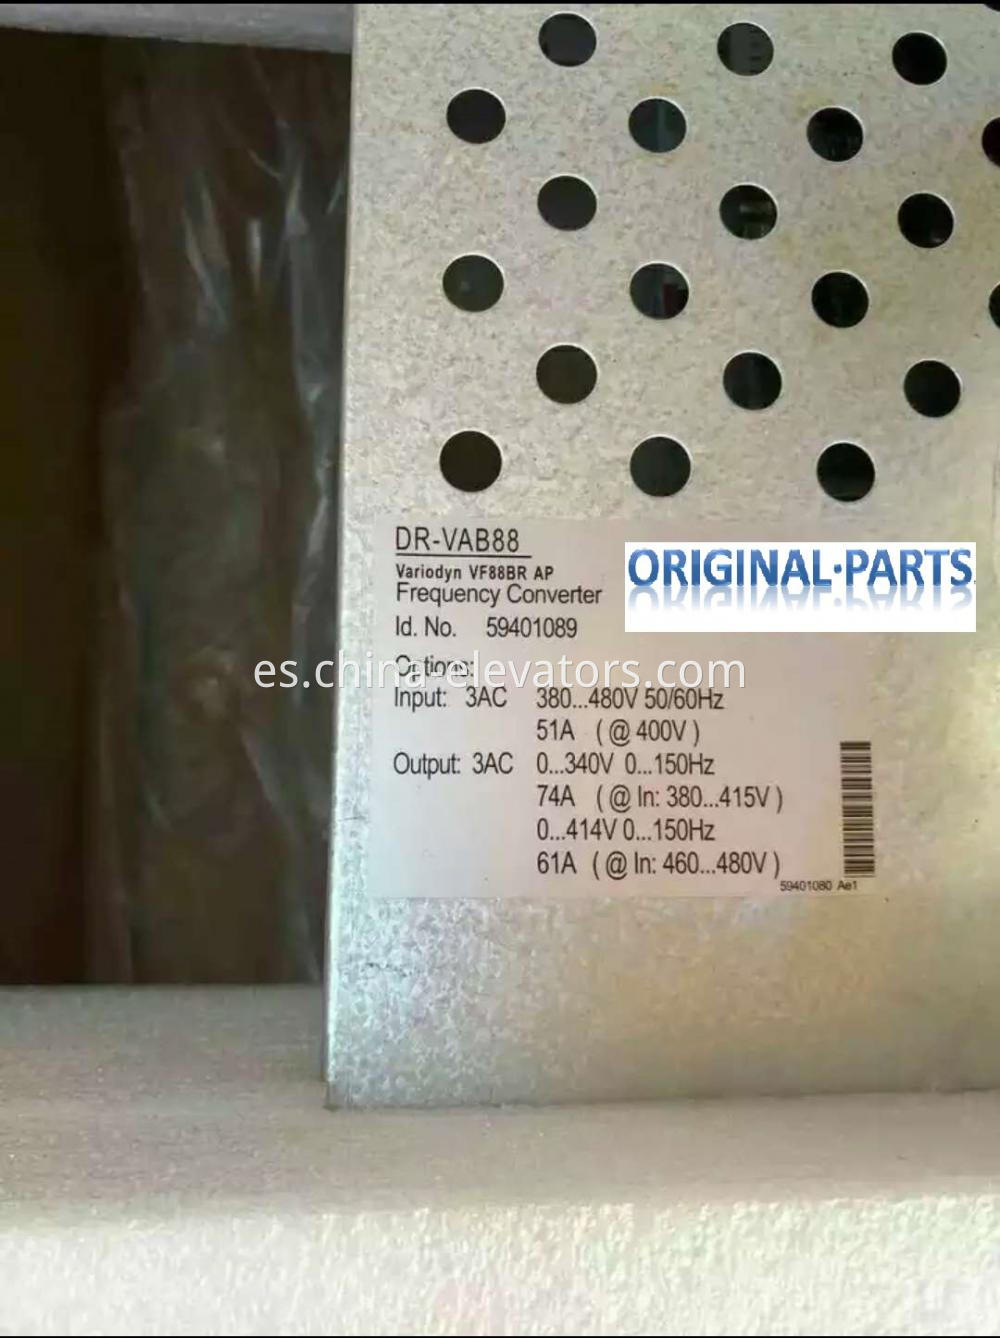 DR-VAB88
Variodyn VF88BR AP
Frequency Converter
Id. No. 59401089
ORIGINAL·PARTS
Options:
es.china-elevators.com
Input: 3AC 380...480V 50/60Hz
51A (@ 400V)
Output: 3AC 0...340V 0...150Hz
74A (@ In: 380...415V)
0...414V 0...150Hz
61A (@ In: 460...480V)
59401080 Ae1